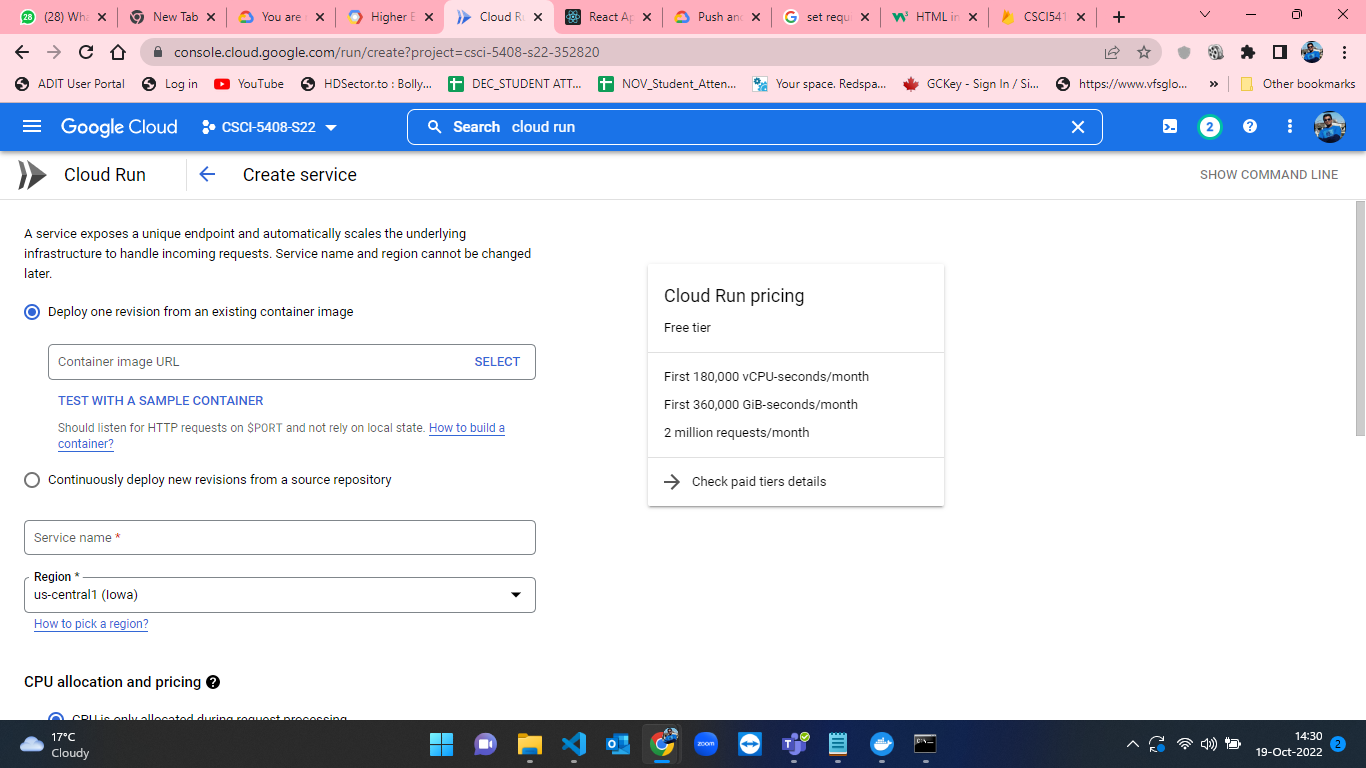 28
(28) Wha
New Tab
You are
Higher E
Cloud Ru
React Ap
Push and
set requ
HTML in
CSCI541
console.cloud.google.com/run/create?project=csci-5408-s22-352820
ADIT User Portal
Log in
YouTube
HDSector.to : Bolly...
DEC_STUDENT ATT...
NOV_Student_Atten...
Your space. Redspa...
GCKey - Sign In / Si...
https://www.vfsglo...
»
Other bookmarks
Google Cloud
CSCI-5408-S22
Search cloud run
2
Cloud Run
Create service
SHOW COMMAND LINE
A service exposes a unique endpoint and automatically scales the underlying
infrastructure to handle incoming requests. Service name and region cannot be changed
later.
Deploy one revision from an existing container image
Container image URL
SELECT
TEST WITH A SAMPLE CONTAINER
Should listen for HTTP requests on $PORT and not rely on local state. How to build a
container?
Continuously deploy new revisions from a source repository
Service name *
Region *
us-central1 (Iowa)
How to pick a region?
CPU allocation and pricing
CPU is only allocated during request processing
Cloud Run pricing
Free tier
First 180,000 vCPU-seconds/month
First 360,000 GiB-seconds/month
2 million requests/month
Check paid tiers details
17°C
Cloudy
zoom
14:30
19-Oct-2022
2